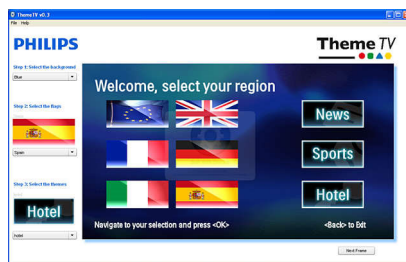 ThemeTV v0.3
File Help
PHILIPS
Theme TV
Step 1: Select the background
Blue
Step 2: Select the flags
Spain
Step 3: Select the themes
Hotel
hotel
Welcome, select your region
News
Sports
Hotel
Navigate to your selection and press <OK>
<Back> to Exit
Next Frame